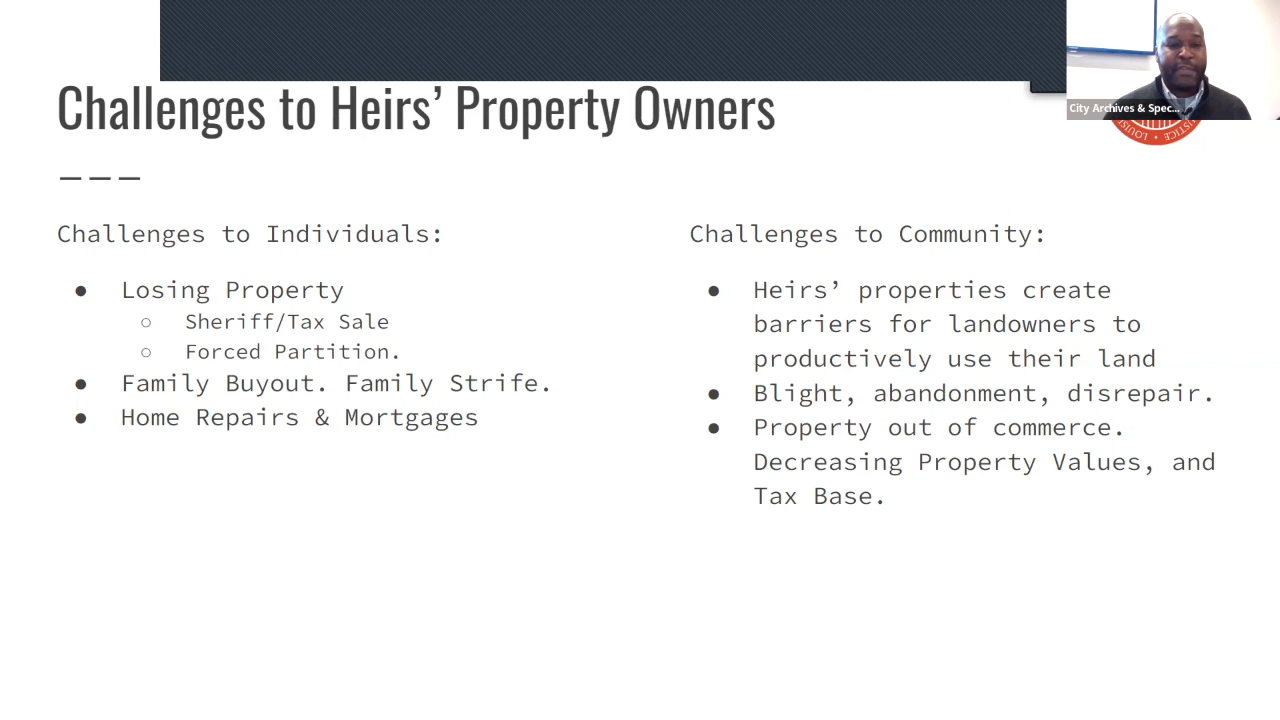 Challenges to Heirs’ Property Owners
City Archives & Spec...
LOUIS
JUSTICE
Challenges to Individuals:
● Losing Property
○ Sheriff/Tax Sale
○ Forced Partition.
● Family Buyout. Family Strife.
● Home Repairs & Mortgages
Challenges to Community:
● Heirs’ properties create
barriers for landowners to
productively use their land
● Blight, abandonment, disrepair.
● Property out of commerce.
Decreasing Property Values, and
Tax Base.